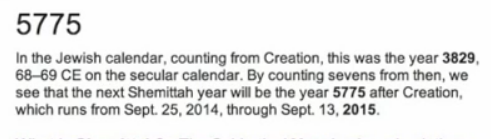 5775
In the Jewish calendar, counting from Creation, this was the year 3829,
68–69 CE on the secular calendar. By counting sevens from then, we
see that the next Shemittah year will be the year 5775 after Creation,
which runs from Sept. 25, 2014, through Sept. 13, 2015.